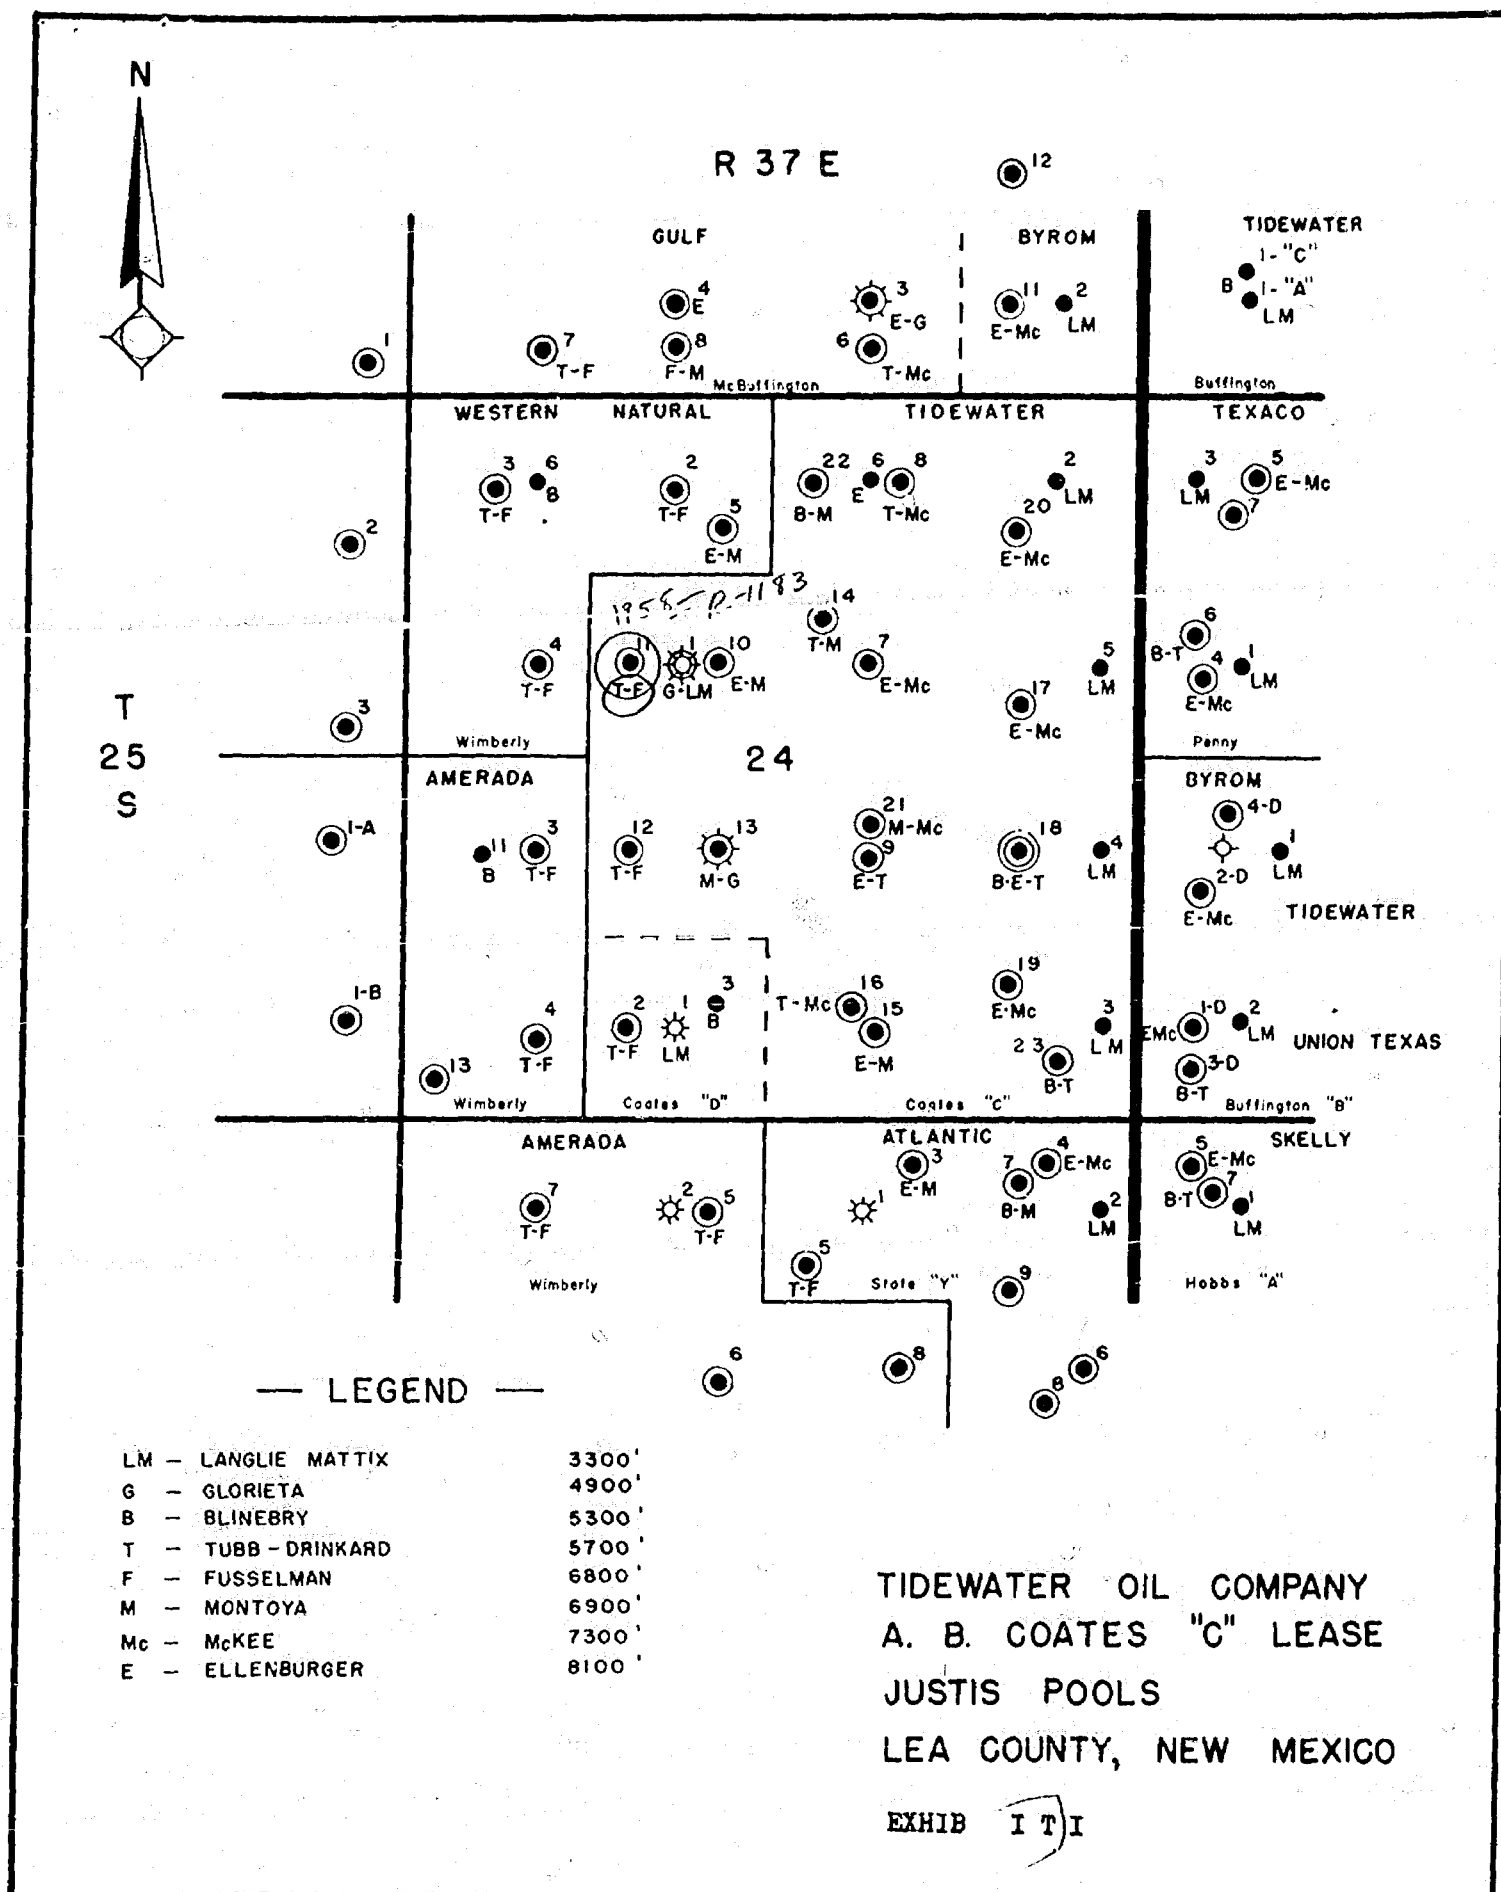 N
R 37 E
12
GULF
BYROM
TIDEWATER
1-"C"
B
1-"A"
LM
4
E
3
E-G
11
E-Mc
2
LM
1
7
T-F
8
F-M
6
T-Mc
McBuffington
Buffington
WESTERN NATURAL
TIDEWATER
TEXACO
3
T-F
6
B
2
T-F
5
E-M
22
B-M
6
E
8
T-Mc
2
LM
20
E-Mc
3
LM
5
E-Mc
7
2
1958-R-1183
14
T-M
4
T-F
11
T-F
1
G-LM
10
E-M
7
E-Mc
5
LM
17
E-Mc
6
B-T
4
E-Mc
1
LM
T
25
S
3
Wimberly
24
Penny
AMERADA
BYROM
1-A
11
B
3
T-F
12
T-F
13
M-G
21
M-Mc
9
E-T
18
B-E-T
4
LM
4-D
1
LM
2-D
E-Mc
TIDEWATER
1-B
4
T-F
2
T-F
1
LM
3
B
T-Mc
16
15
E-M
19
E-Mc
3
LM
23
B-T
1-D
EMc
2
LM
UNION TEXAS
3-D
B-T
13
Wimberly
Coates "D"
Coates "C"
Buffington "B"
AMERADA
ATLANTIC
SKELLY
7
T-F
2
5
T-F
1
3
E-M
7
B-M
4
E-Mc
2
LM
5
E-Mc
B-T
7
1
LM
5
T-F
Wimberly
State "Y"
9
Hobbs "A"
6
8
8
6
— LEGEND —
LM – LANGLIE MATTIX 3300'
G – GLORIETA 4900'
B – BLINEBRY 5300'
T – TUBB-DRINKARD 5700'
F – FUSSELMAN 6800'
M – MONTOYA 6900'
Mc – McKEE 7300'
E – ELLENBURGER 8100'
TIDEWATER OIL COMPANY
A. B. COATES "C" LEASE
JUSTIS POOLS
LEA COUNTY, NEW MEXICO
EXHIB I T I